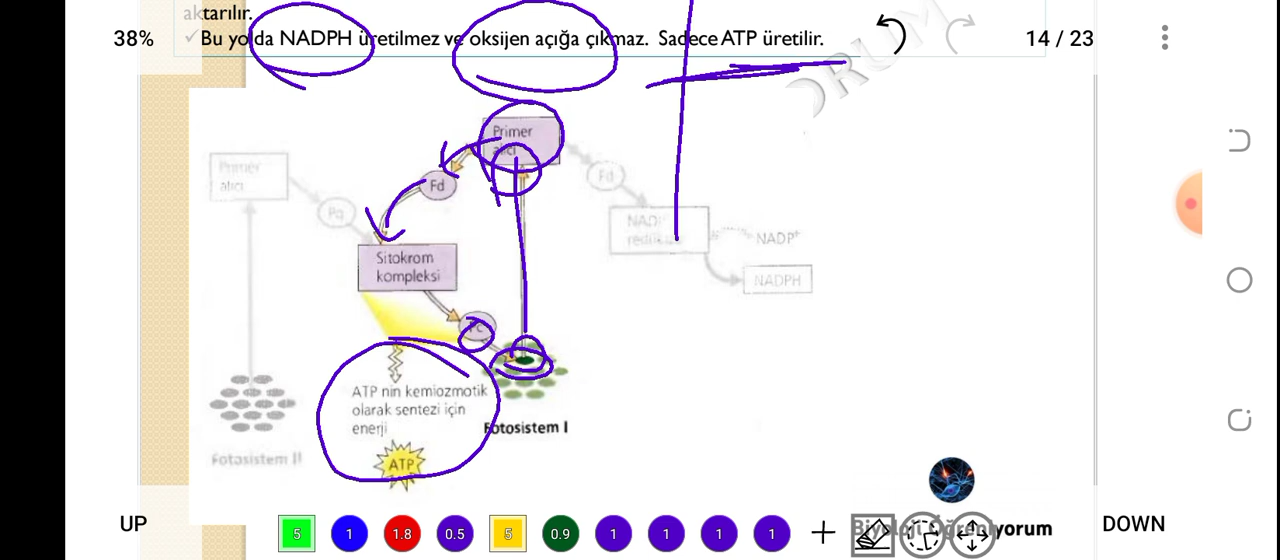 aktarılır.
38%
✓Bu yolda NADPH üretilmez ve oksijen açığa çıkmaz. Sadece ATP üretilir.
14 / 23
ORUM
Primer
alıcı
Primer
alıcı
Fd
Fd
Pq
NADP⁺
NADPH
Sitokrom
kompleksi
Pc
ATP nin kemiozmotik
olarak sentezi için
enerji
ATP
Fotosistem I
Fotosistem II
UP
5
1
1.8
0.5
5
0.9
1
1
1
1
+
yorum
DOWN